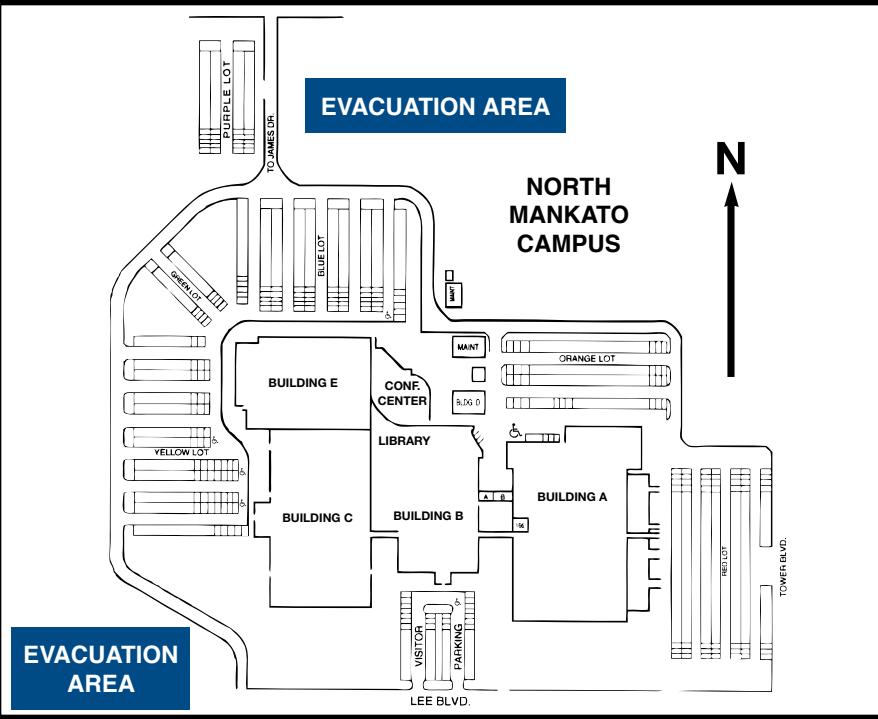 PURPLE LOT
TO JAMES DR.
EVACUATION AREA
N
NORTH
MANKATO
CAMPUS
BLUE LOT
GREEN LOT
MAINT
MAINT
ORANGE LOT
BUILDING E
CONF.
CENTER
BLDG. D
LIBRARY
YELLOW LOT
A B
BUILDING A
BUILDING C
BUILDING B
RED LOT
TOWER BLVD.
VISITOR
PARKING
EVACUATION
AREA
LEE BLVD.